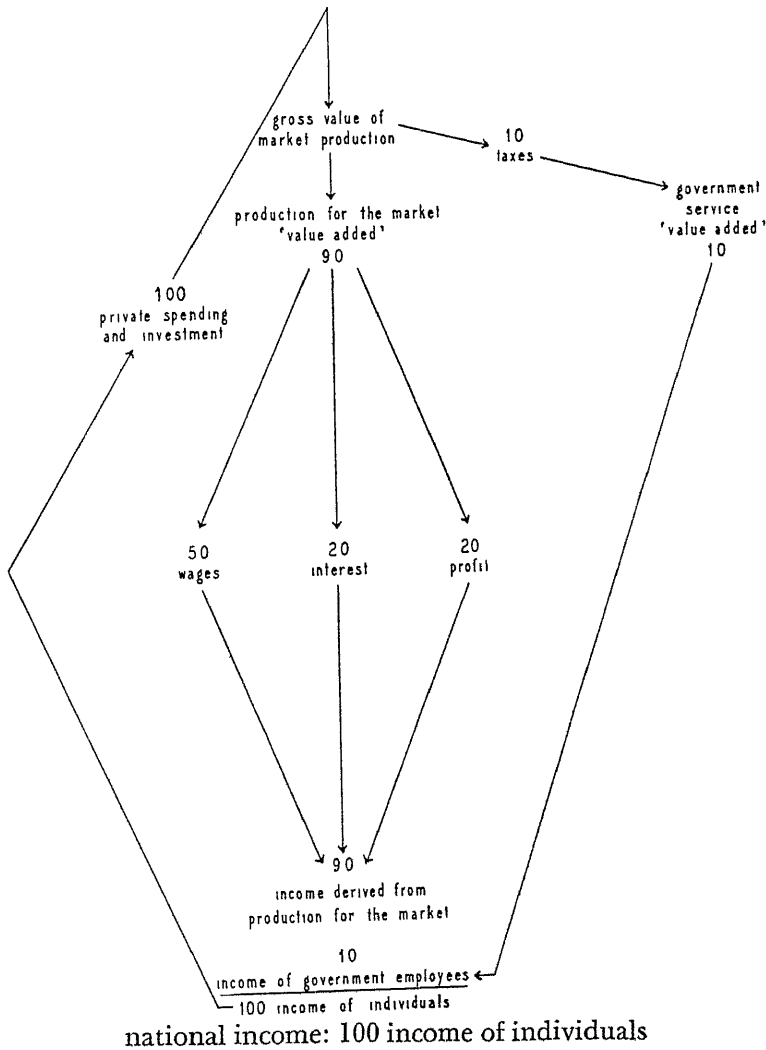 gross value of
market production
10
taxes
government
service
'value added'
10
production for the market
'value added'
90
100
private spending
and investment
50
wages
20
interest
20
profit
90
income derived from
production for the market
10
income of government employees
100 income of individuals
national income: 100 income of individuals